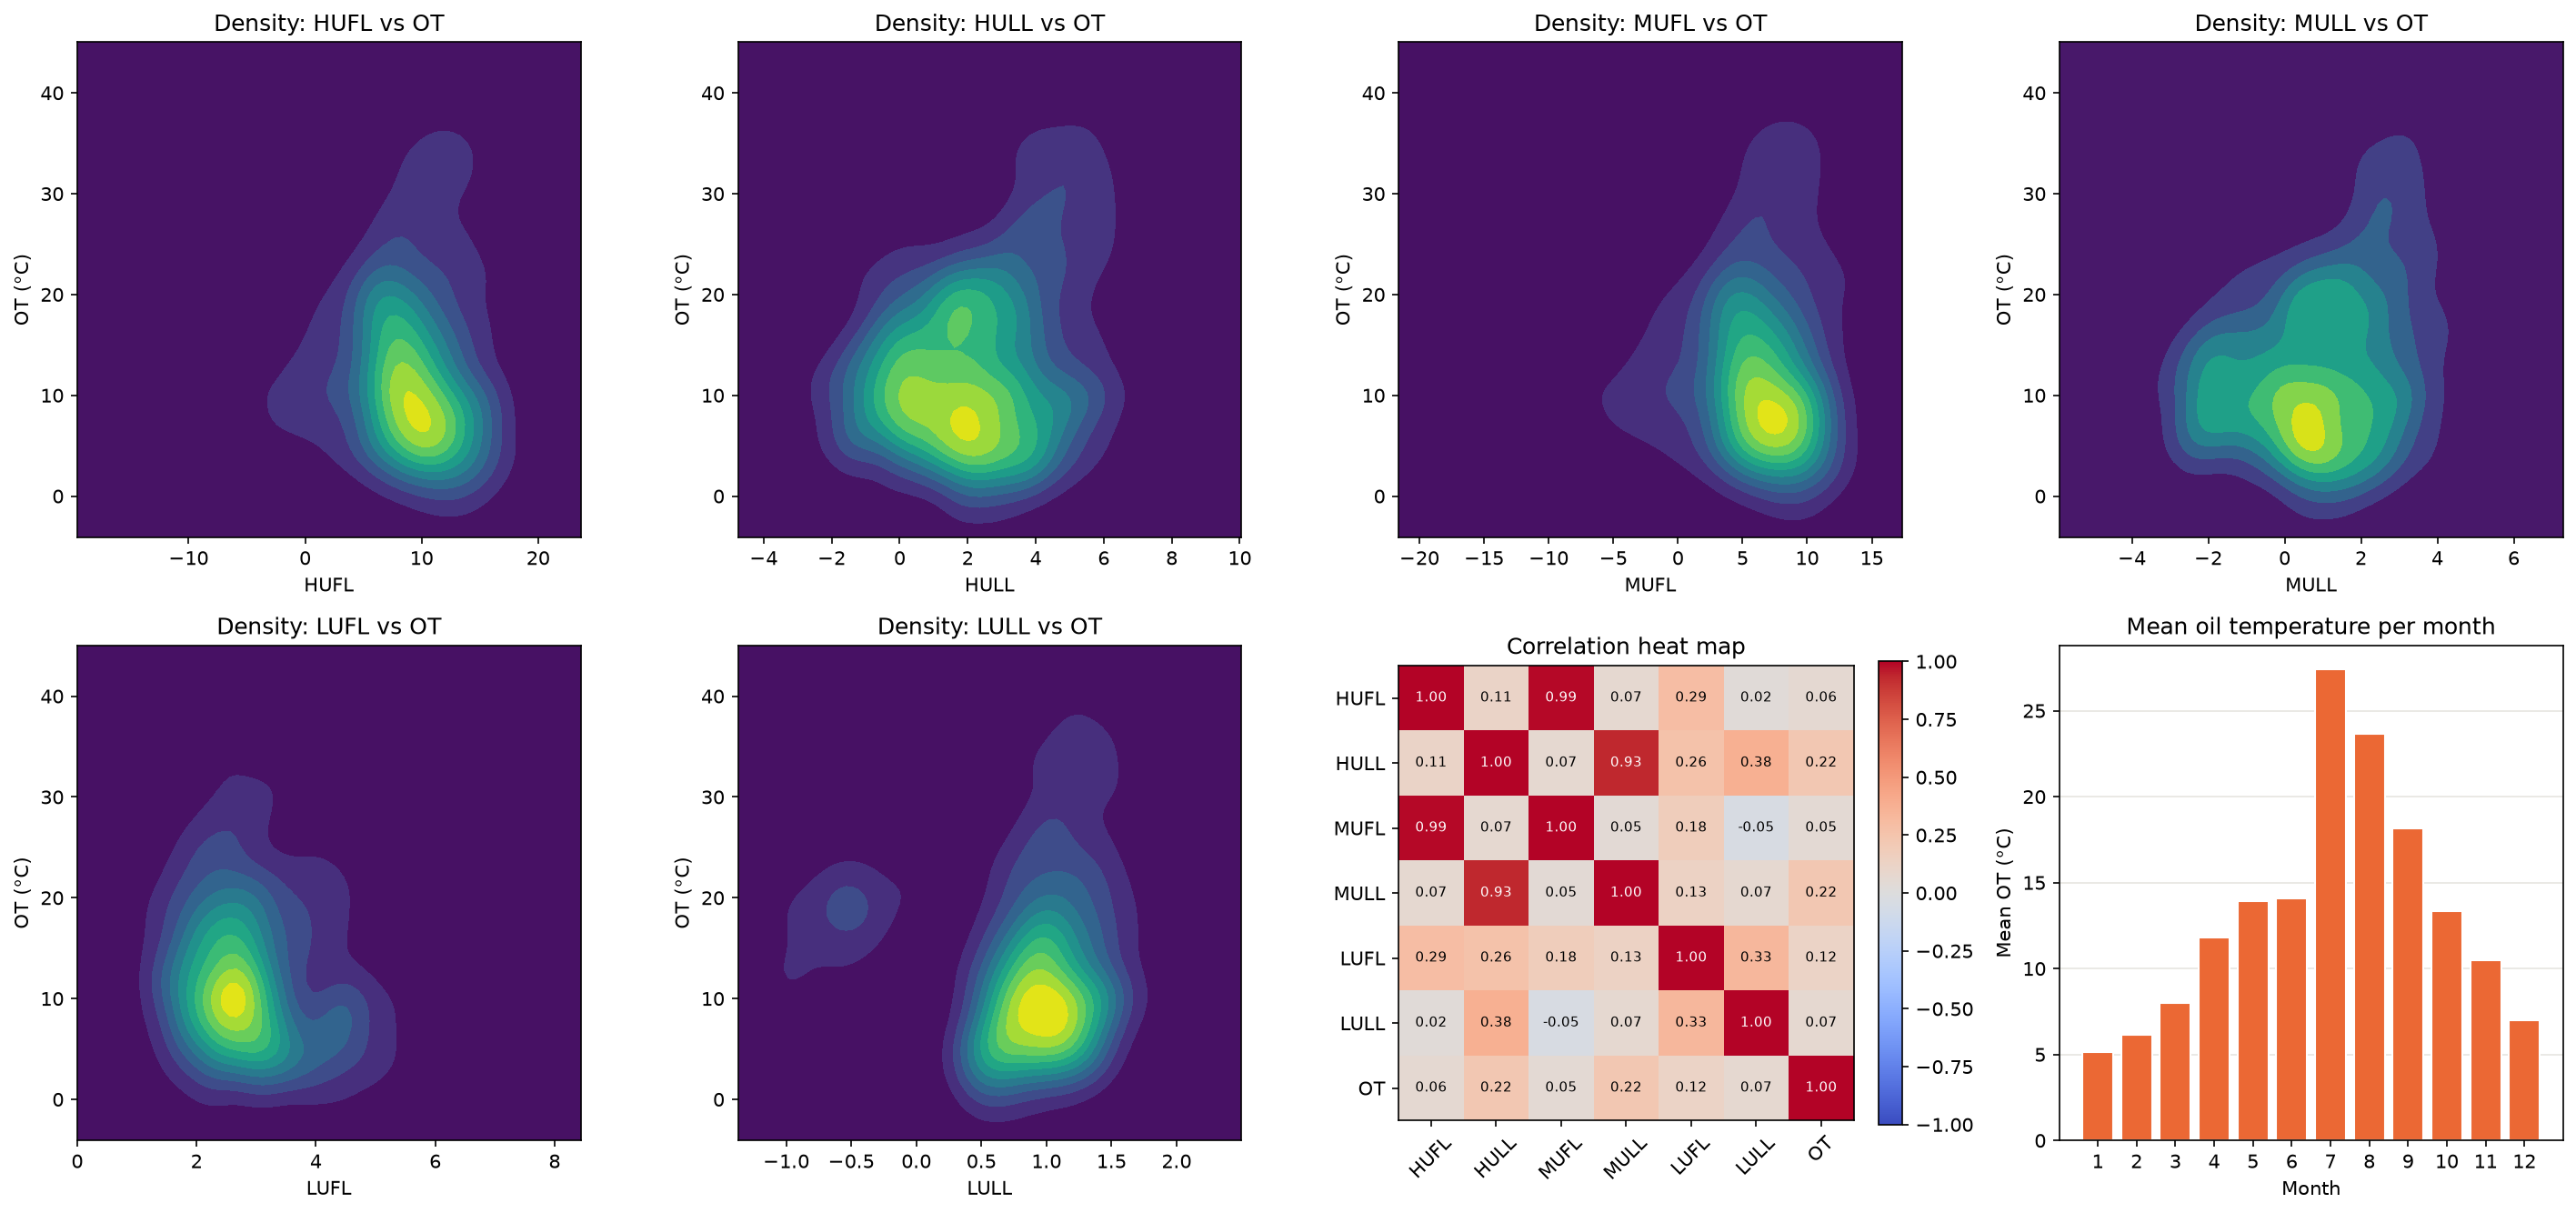 Density: HUFL vs OT
OT (°C)
40
30
20
10
0
−10 0 10 20
HUFL
Density: HULL vs OT
OT (°C)
40
30
20
10
0
−4 −2 0 2 4 6 8 10
HULL
Density: MUFL vs OT
OT (°C)
40
30
20
10
0
−20 −15 −10 −5 0 5 10 15
MUFL
Density: MULL vs OT
OT (°C)
40
30
20
10
0
−4 −2 0 2 4 6
MULL
Density: LUFL vs OT
OT (°C)
40
30
20
10
0
0 2 4 6 8
LUFL
Density: LULL vs OT
OT (°C)
40
30
20
10
0
−1.0 −0.5 0.0 0.5 1.0 1.5 2.0
LULL
Correlation heat map
HUFL 1.00 0.11 0.99 0.07 0.29 0.02 0.06
HULL 0.11 1.00 0.07 0.93 0.26 0.38 0.22
MUFL 0.99 0.07 1.00 0.05 0.18 -0.05 0.05
MULL 0.07 0.93 0.05 1.00 0.13 0.07 0.22
LUFL 0.29 0.26 0.18 0.13 1.00 0.33 0.12
LULL 0.02 0.38 -0.05 0.07 0.33 1.00 0.07
OT 0.06 0.22 0.05 0.22 0.12 0.07 1.00
HUFL HULL MUFL MULL LUFL LULL OT
1.00
0.75
0.50
0.25
0.00
−0.25
−0.50
−0.75
−1.00
Mean oil temperature per month
Mean OT (°C)
25
20
15
10
5
0
1 2 3 4 5 6 7 8 9 10 11 12
Month